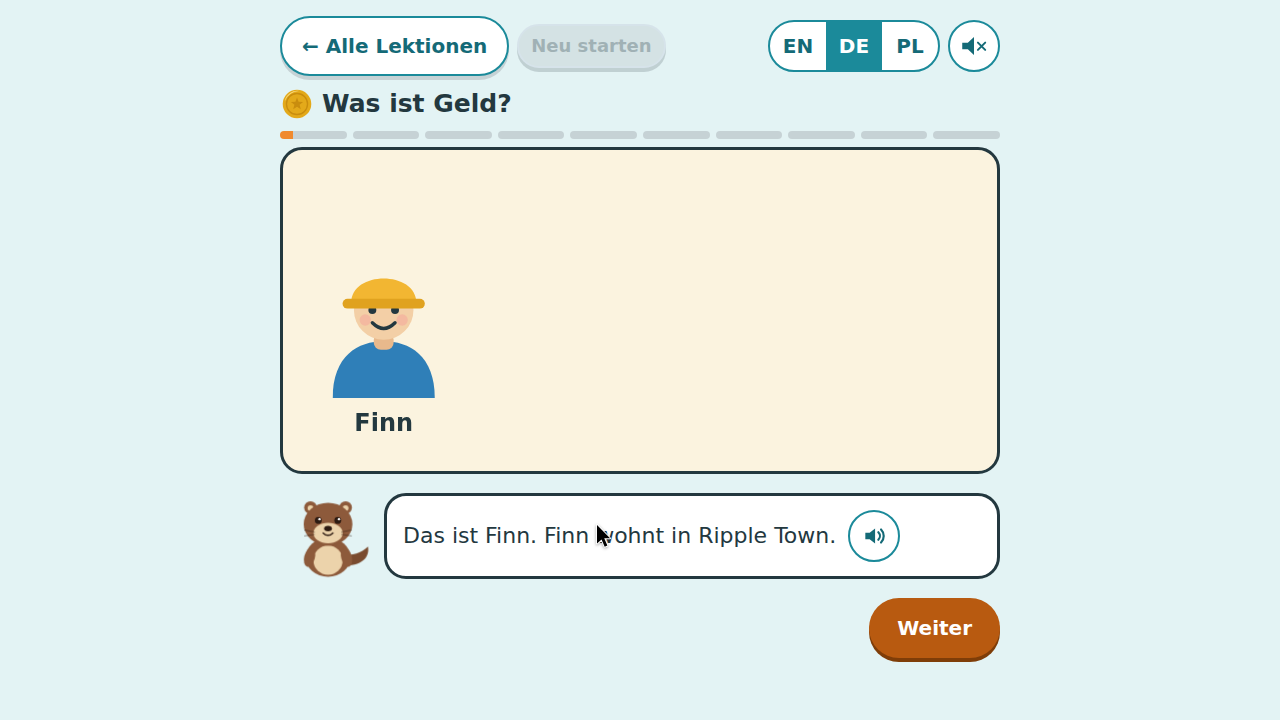 ← Alle Lektionen
Neu starten
EN DE PL
Was ist Geld?
Finn
Das ist Finn. Finn wohnt in Ripple Town.
Weiter